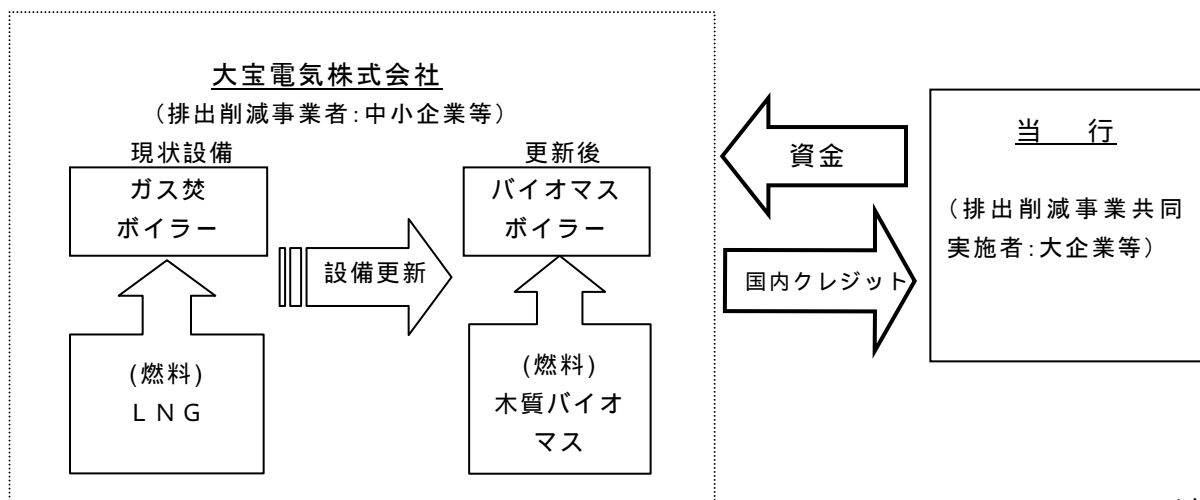 大宝電気株式会社
（排出削減事業者:中小企業等）
現状設備
ガス焚
ボイラー
設備更新
(燃料)
ＬＮＧ
更新後
バイオマス
ボイラー
(燃料)
木質バイオ
マス
資金
国内クレジット
当　行
（排出削減事業共同
実施者:大企業等）